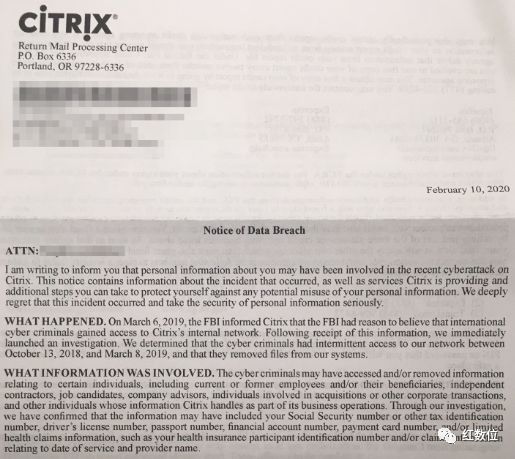 CİTRIX®
Return Mail Processing Center
P.O. Box 6336
Portland, OR 97228-6336
February 10, 2020
Notice of Data Breach
ATTN:
I am writing to inform you that personal information about you may have been involved in the recent cyberattack on
Citrix. This notice contains information about the incident that occurred, as well as services Citrix is providing and
additional steps you can take to protect yourself against any potential misuse of your personal information. We deeply
regret that this incident occurred and take the security of personal information seriously.
WHAT HAPPENED. On March 6, 2019, the FBI informed Citrix that the FBI had reason to believe that international
cyber criminals gained access to Citrix's internal network. Following receipt of this information, we immediately
launched an investigation. We determined that the cyber criminals had intermittent access to our network between
October 13, 2018, and March 8, 2019, and that they removed files from our systems.
WHAT INFORMATION WAS INVOLVED. The cyber criminals may have accessed and/or removed information
relating to certain individuals, including current or former employees and/or their beneficiaries, independent
contractors, job candidates, company advisors, individuals involved in acquisitions or other corporate transactions,
and other individuals whose information Citrix handles as part of its business operations. Through our investigation,
we have confirmed that the information may have included your Social Security number or other tax identification
number, driver's license number, passport number, financial account number, payment card number, and/or limited
health claims information, such as your health insurance participant identification number and/or
relating to date of service and provider name.
红数位